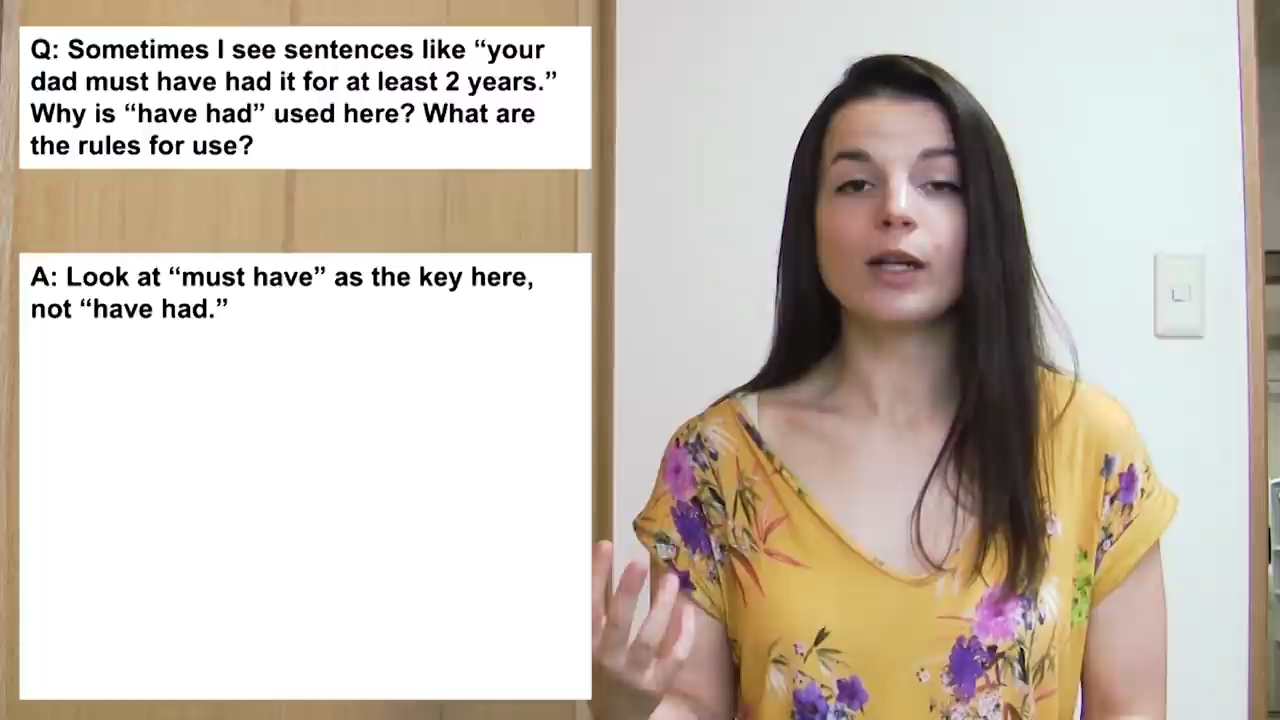 Q: Sometimes I see sentences like “your
dad must have had it for at least 2 years.”
Why is “have had” used here? What are
the rules for use?
A: Look at “must have” as the key here,
not “have had.”